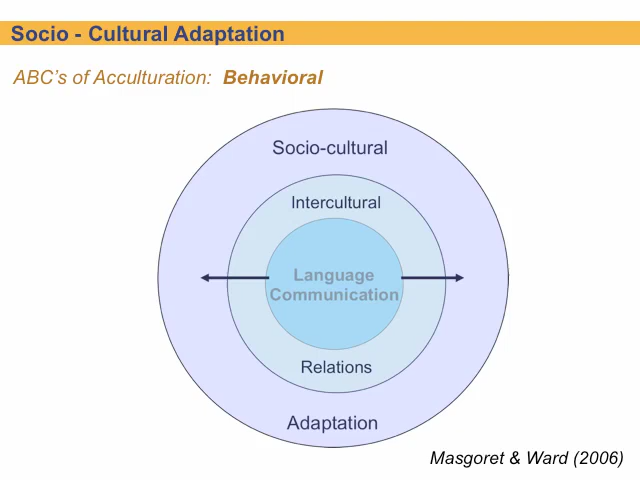 Socio - Cultural Adaptation
ABC's of Acculturation: Behavioral
Socio-cultural
Intercultural
Language
Communication
Relations
Adaptation
Masgoret & Ward (2006)